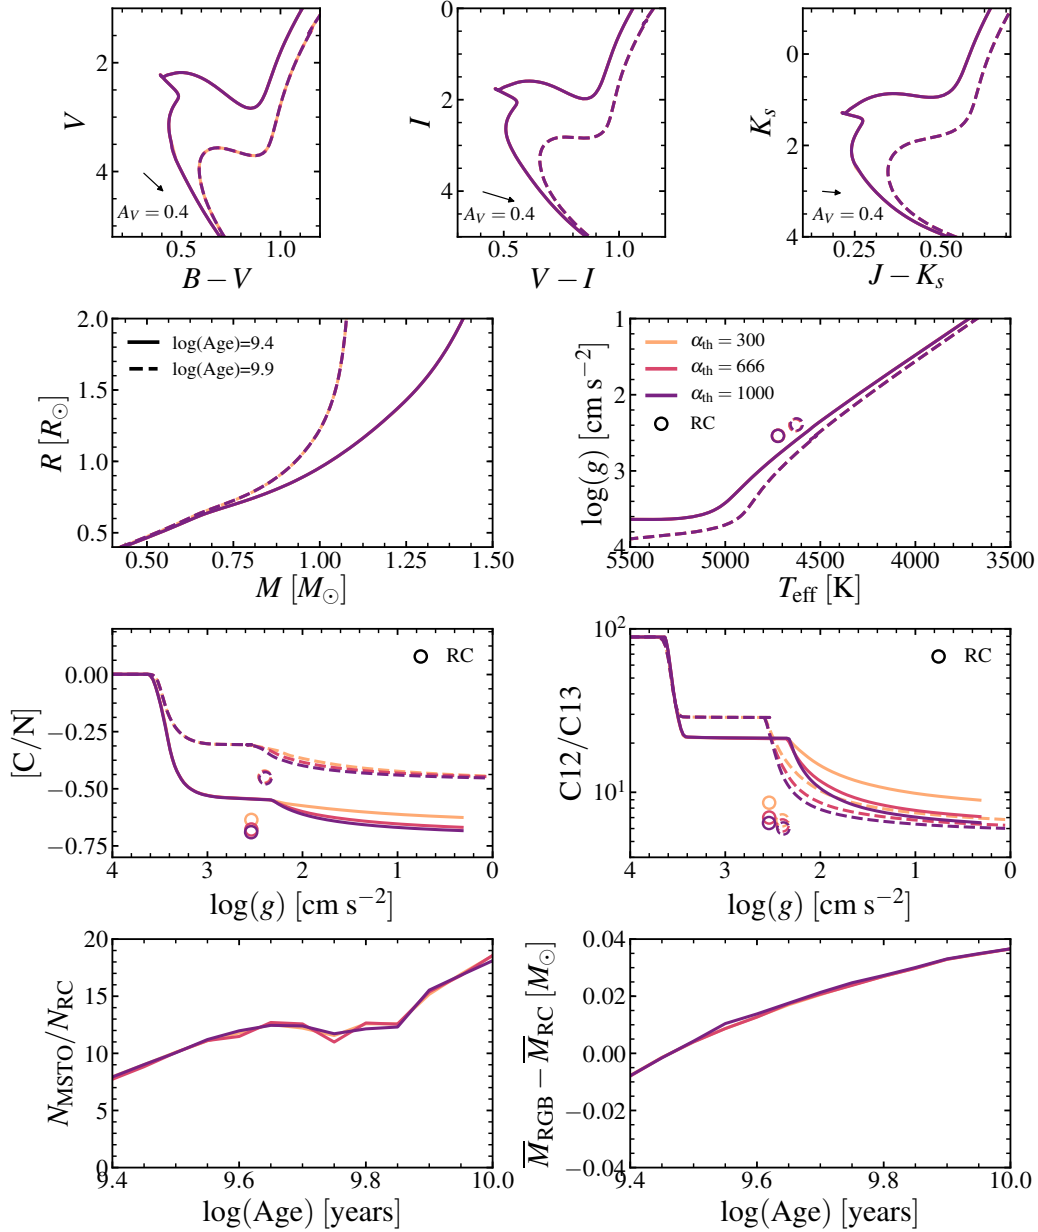 2
4
V
0.5
1.0
B − V
A_V = 0.4
0
2
4
I
0.5
1.0
V − I
A_V = 0.4
0
2
4
K_s
0.25
0.50
J − K_s
A_V = 0.4
2.0
1.5
1.0
0.5
R [R_⊙]
log(Age)=9.4
log(Age)=9.9
0.50
0.75
1.00
1.25
1.50
M [M_⊙]
1
2
3
4
log(g) [cm s^−2]
α_th = 300
α_th = 666
α_th = 1000
RC
5500
5000
4500
4000
3500
T_eff [K]
0.00
−0.25
−0.50
−0.75
[C/N]
RC
4
3
2
1
0
log(g) [cm s^−2]
10^2
10^1
C12/C13
RC
4
3
2
1
0
log(g) [cm s^−2]
20
15
10
5
0
N_MSTO/N_RC
9.4
9.6
9.8
10.0
log(Age) [years]
0.04
0.02
0.00
−0.02
−0.04
M̅_RGB − M̅_RC [M_⊙]
9.4
9.6
9.8
10.0
log(Age) [years]